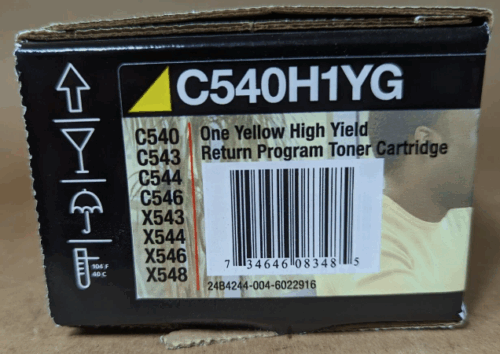 C540H1YG
C540
C543
C544
C546
X543
X544
X546
X548
One Yellow High Yield
Return Program Toner Cartridge
7 34646 08348 5
24B4244-004-6022916
104 F
40 C